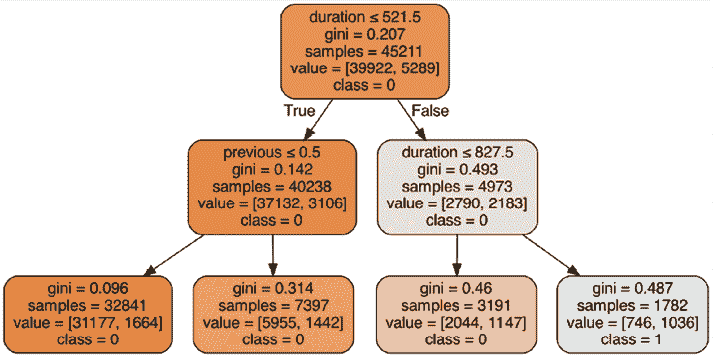 duration ≤ 521.5
gini = 0.207
samples = 45211
value = [39922, 5289]
class = 0
True
False
previous ≤ 0.5
gini = 0.142
samples = 40238
value = [37132, 3106]
class = 0
duration ≤ 827.5
gini = 0.493
samples = 4973
value = [2790, 2183]
class = 0
gini = 0.096
samples = 32841
value = [31177, 1664]
class = 0
gini = 0.314
samples = 7397
value = [5955, 1442]
class = 0
gini = 0.46
samples = 3191
value = [2044, 1147]
class = 0
gini = 0.487
samples = 1782
value = [746, 1036]
class = 1